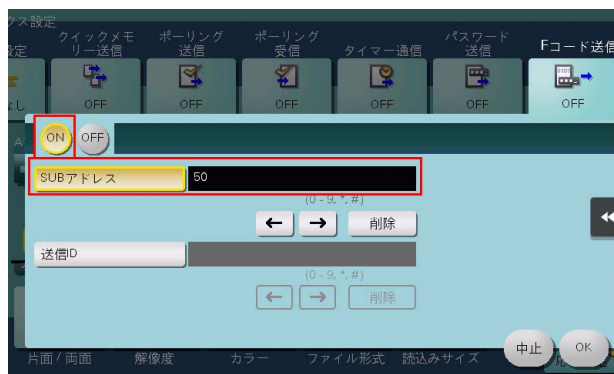 クス設定
クイックメモ
リー送信
ポーリング
送信
ポーリング
受信
タイマー通信
パスワード
送信
Fコード送信
設定
なし
OFF
OFF
OFF
OFF
OFF
OFF
ON
OFF
SUBアドレス
50
(0 - 9, *, #)
←
→
削除
送信ID
(0 - 9, *, #)
←
→
削除
中止
OK
片面 / 両面
解像度
カラー
ファイル形式
読込みサイズ